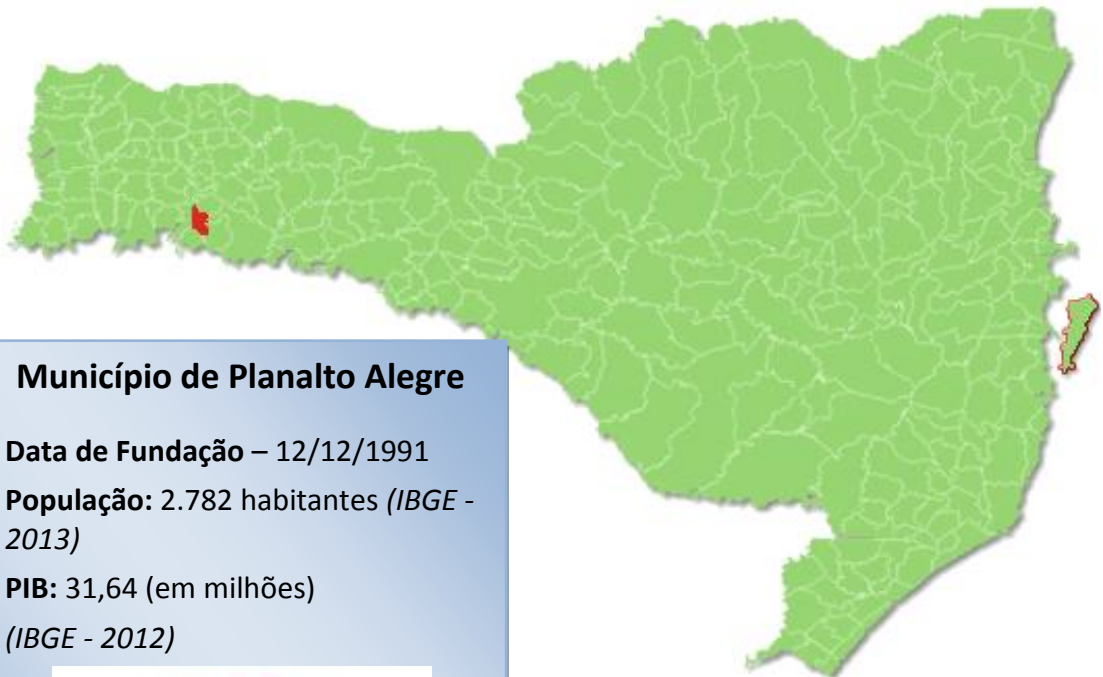 Município de Planalto Alegre
Data de Fundação – 12/12/1991
População: 2.782 habitantes (IBGE -
2013)
PIB: 31,64 (em milhões)
(IBGE - 2012)